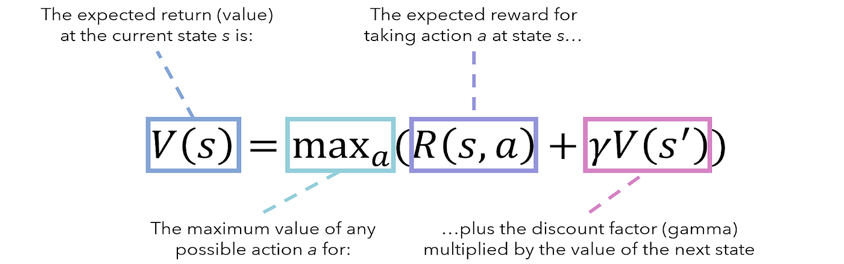 The expected return (value)
at the current state s is:
The expected reward for
taking action a at state s…
V(s) = maxₐ(R(s, a) + γV(s′))
The maximum value of any
possible action a for:
…plus the discount factor (gamma)
multiplied by the value of the next state